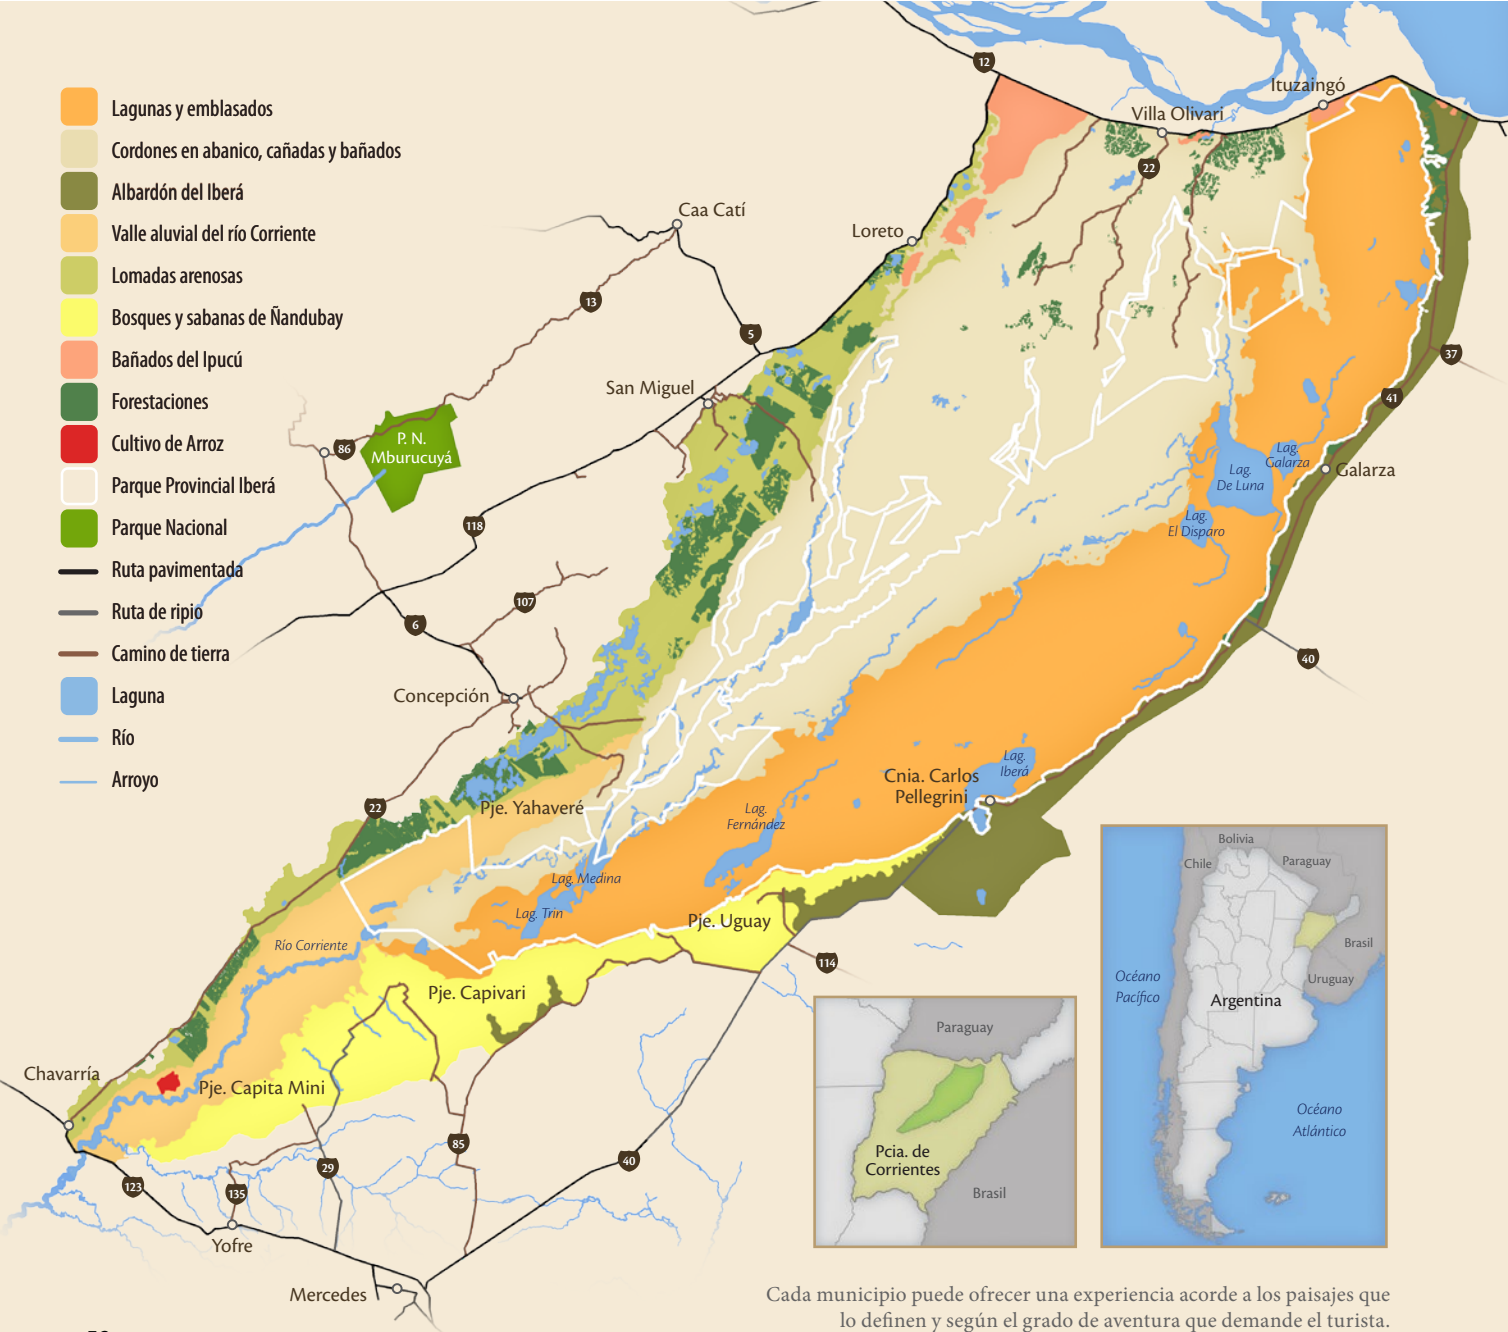 Lagunas y emblasados
Cordones en abanico, cañadas y bañados
Albardón del Iberá
Valle aluvial del río Corriente
Lomadas arenosas
Bosques y sabanas de Ñandubay
Bañados del Ipucú
Forestaciones
Cultivo de Arroz
Parque Provincial Iberá
Parque Nacional
Ruta pavimentada
Ruta de ripio
Camino de tierra
Laguna
Río
Arroyo
12
Ituzaingó
Villa Olivari
22
Caa Catí
Loreto
13
5
37
San Miguel
41
P. N.
Mburucuyá
86
Lag.
Galarza
Lag.
De Luna
Galarza
118
Lag.
El Disparo
107
6
40
Concepción
Lag.
Iberá
Cnia. Carlos
Pellegrini
22
Pje. Yahaveré
Lag.
Fernández
Lag. Medina
Lag. Trin
Pje. Uguay
Río Corriente
114
Pje. Capivari
Chavarría
Pje. Capita Mini
85
29
40
123
135
Yofre
Mercedes
Paraguay
Pcia. de
Corrientes
Brasil
Bolivia
Chile
Paraguay
Brasil
Uruguay
Océano
Pacífico
Argentina
Océano
Atlántico
Cada municipio puede ofrecer una experiencia acorde a los paisajes que
lo definen y según el grado de aventura que demande el turista.